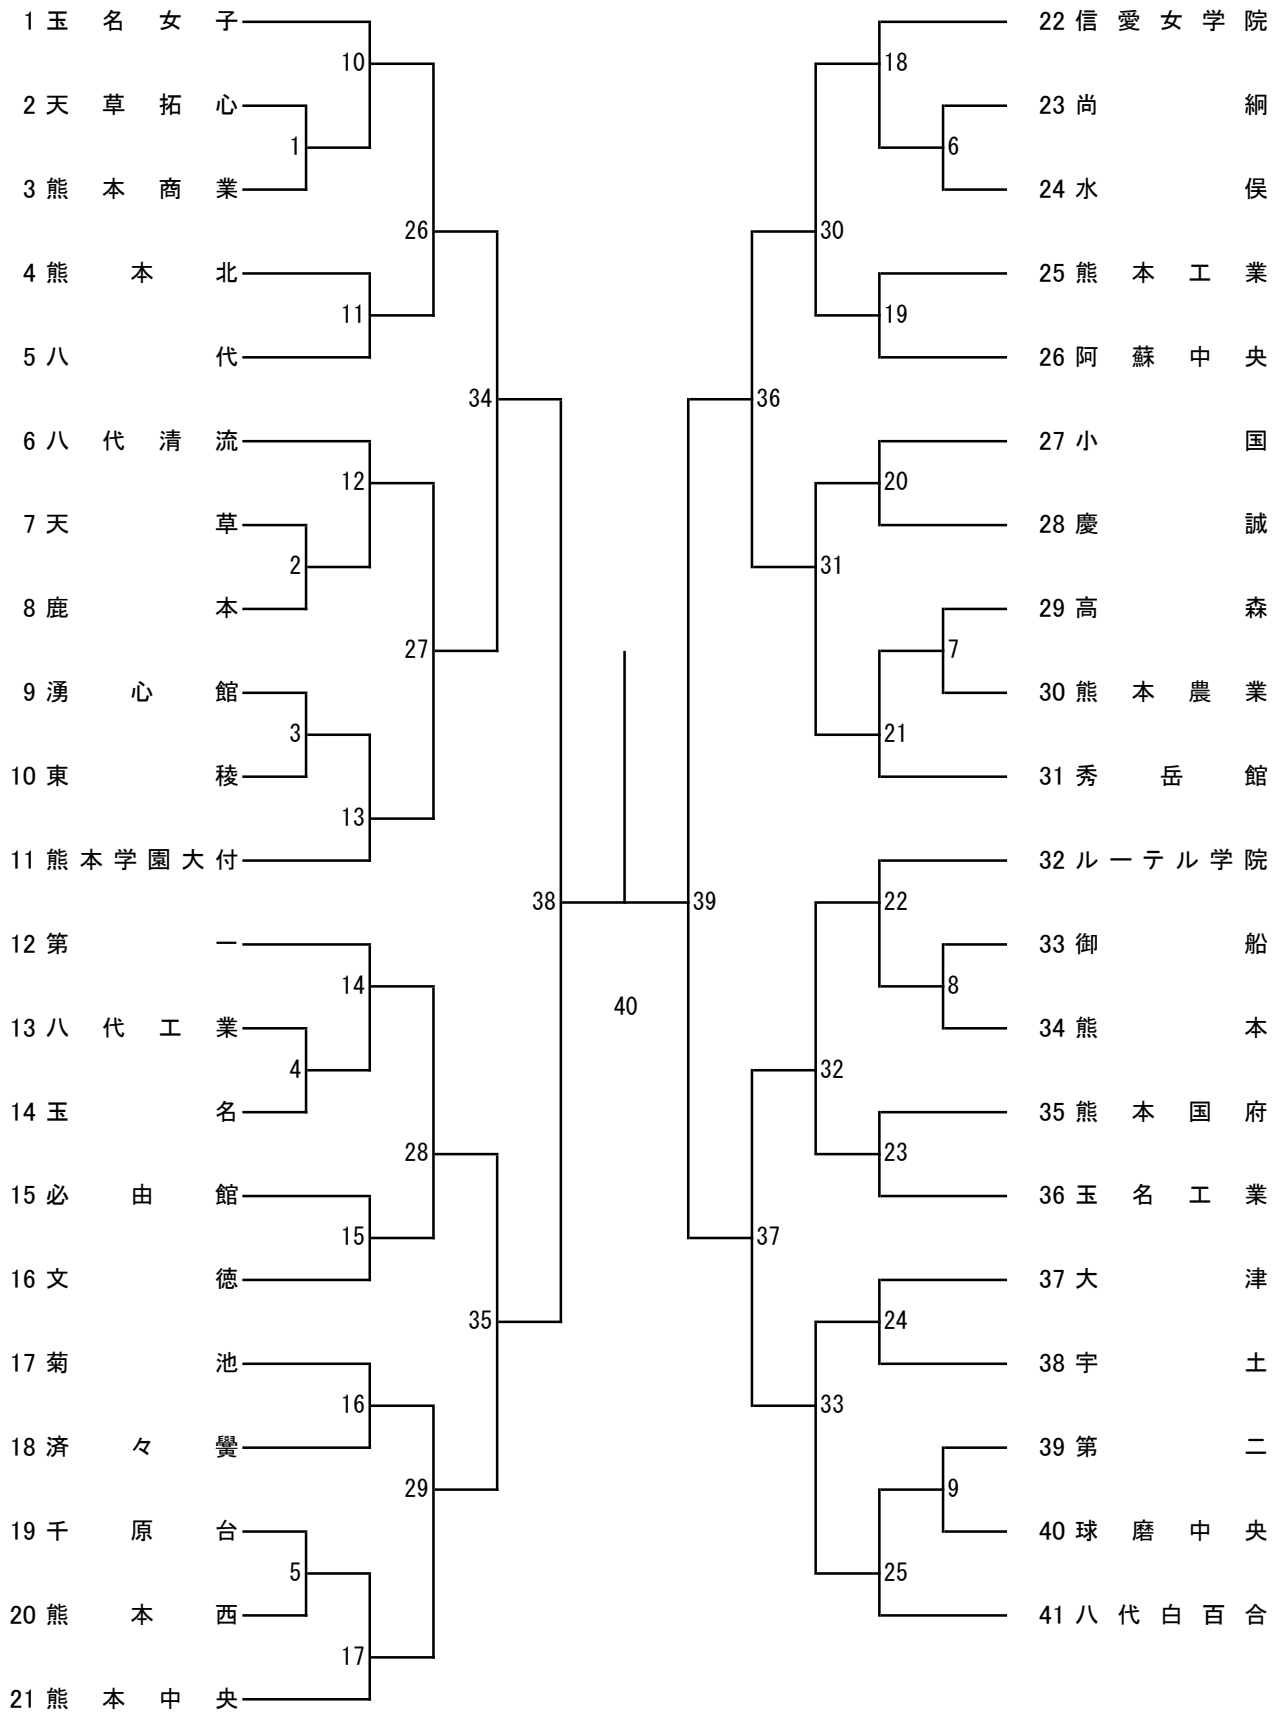 1 玉名女子
10
2 天草拓心
1
3 熊本商業
26
4 熊本北
11
5 八代
34
6 八代清流
12
7 天草
2
8 鹿本
27
9 湧心館
3
10 東稜
13
11 熊本学園大付
38
12 第一
14
13 八代工業
4
14 玉名
28
15 必由館
15
16 文徳
35
17 菊池
16
18 済々黌
29
19 千原台
5
20 熊本西
17
21 熊本中央
40
22 信愛女学院
18
23 尚絅
6
24 水俣
30
25 熊本工業
19
26 阿蘇中央
36
27 小国
20
28 慶誠
31
29 高森
7
30 熊本農業
21
31 秀岳館
39
32 ルーテル学院
22
33 御船
8
34 熊本
32
35 熊本国府
23
36 玉名工業
37
37 大津
24
38 宇土
33
39 第二
9
40 球磨中央
25
41 八代白百合